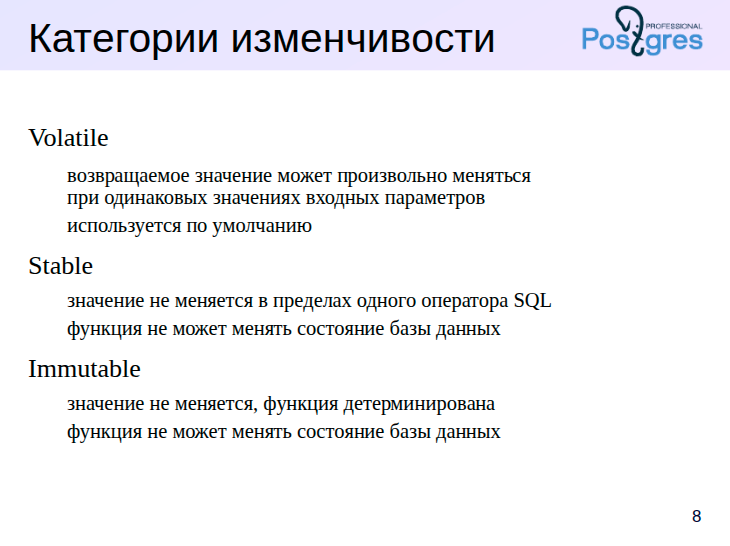 Категории изменчивости
PROFESSIONAL
Postgres
Volatile
возвращаемое значение может произвольно меняться
при одинаковых значениях входных параметров
используется по умолчанию
Stable
значение не меняется в пределах одного оператора SQL
функция не может менять состояние базы данных
Immutable
значение не меняется, функция детерминирована
функция не может менять состояние базы данных
8